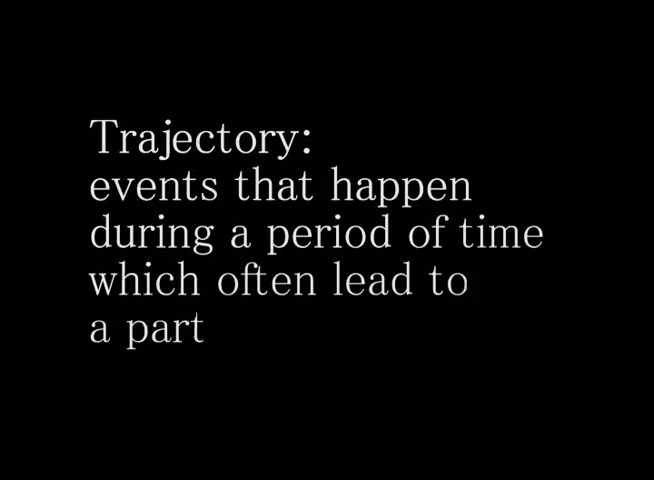 Trajectory:
events that happen
during a period of time
which often lead to
a part